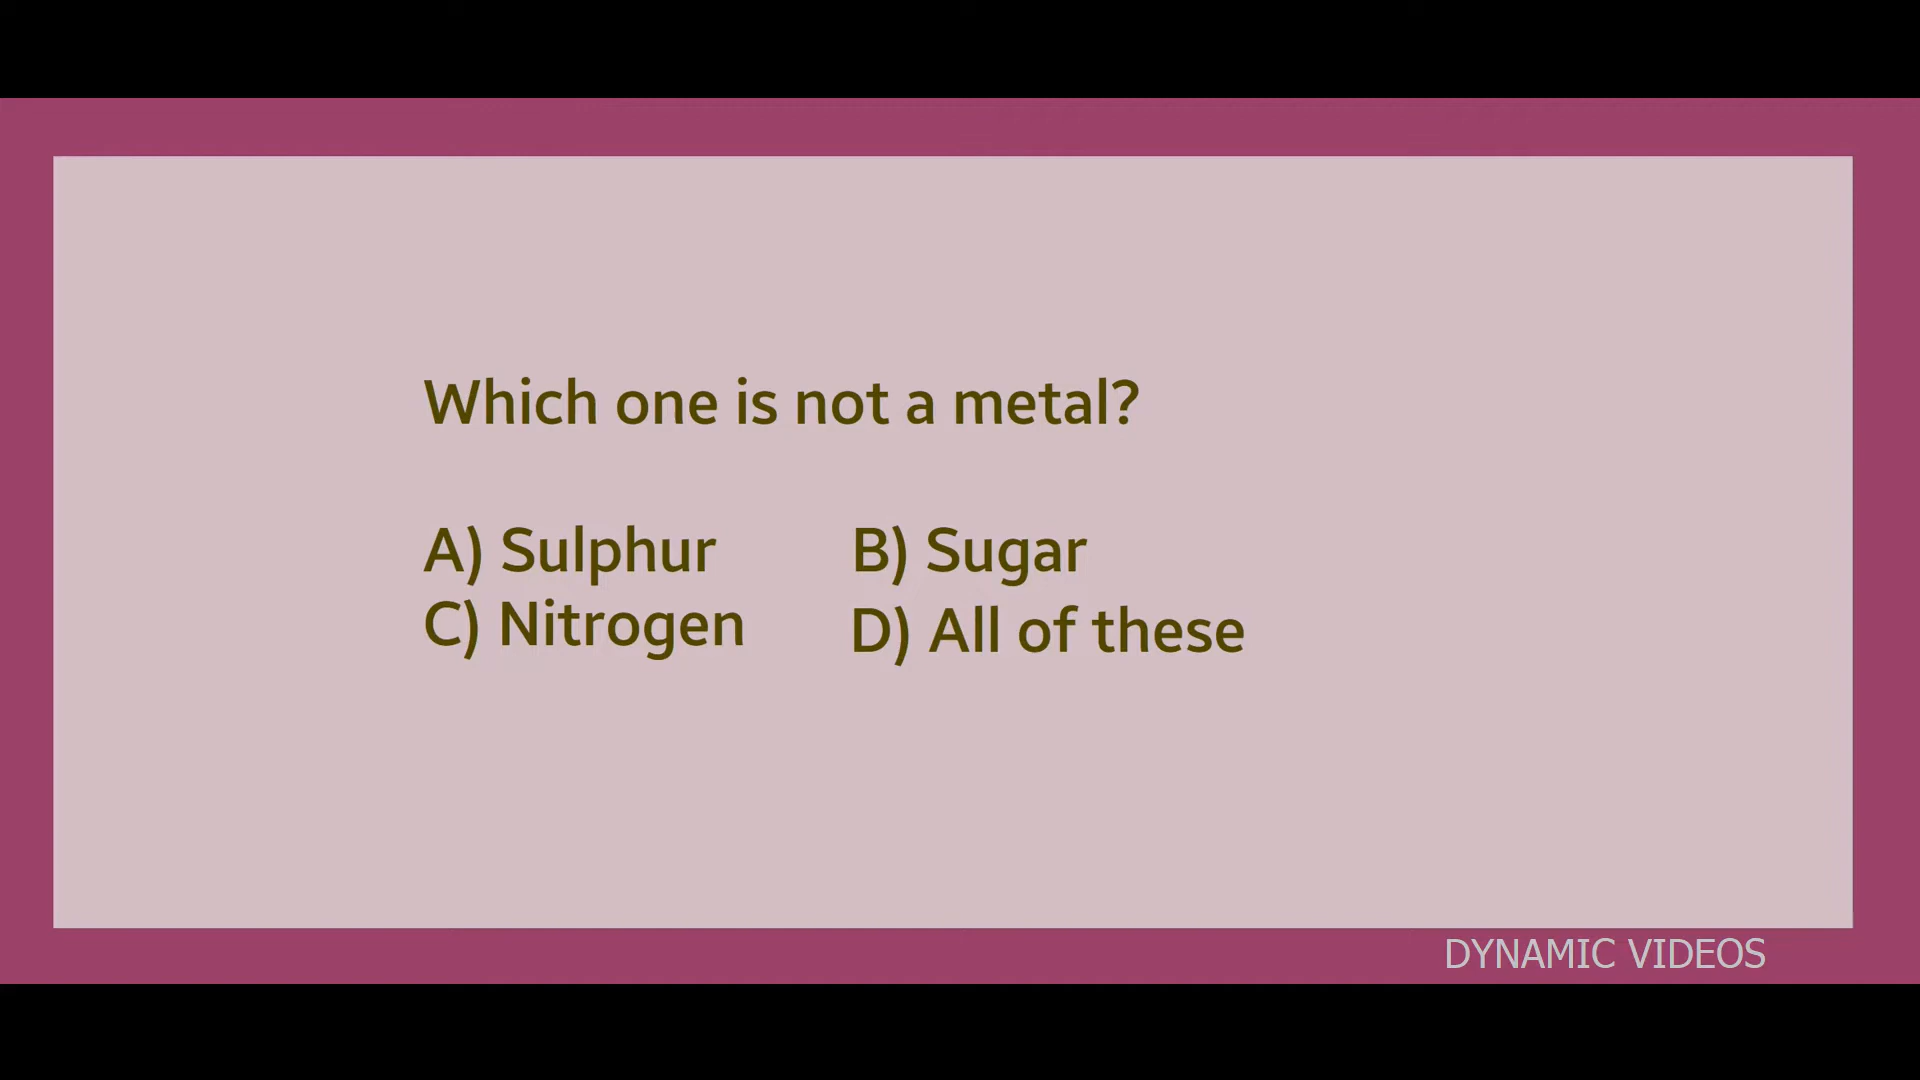 Which one is not a metal?
A) Sulphur B) Sugar
C) Nitrogen D) All of these
DYNAMIC VIDEOS